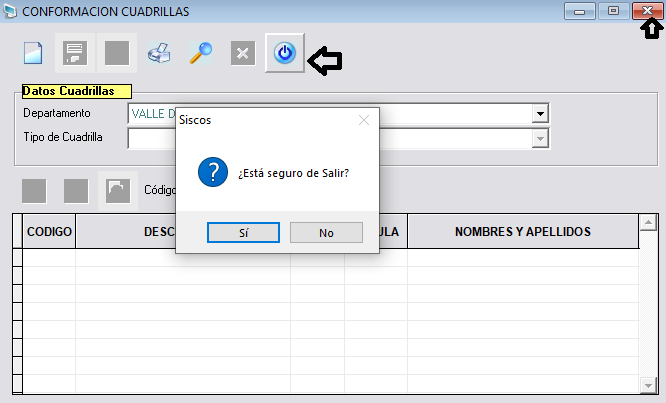 CONFORMACION CUADRILLAS
Datos Cuadrillas
Departamento
VALLE D
Tipo de Cuadrilla
Siscos
¿Está seguro de Salir?
Sí
No
Código
CODIGO DESC ULA NOMBRES Y APELLIDOS